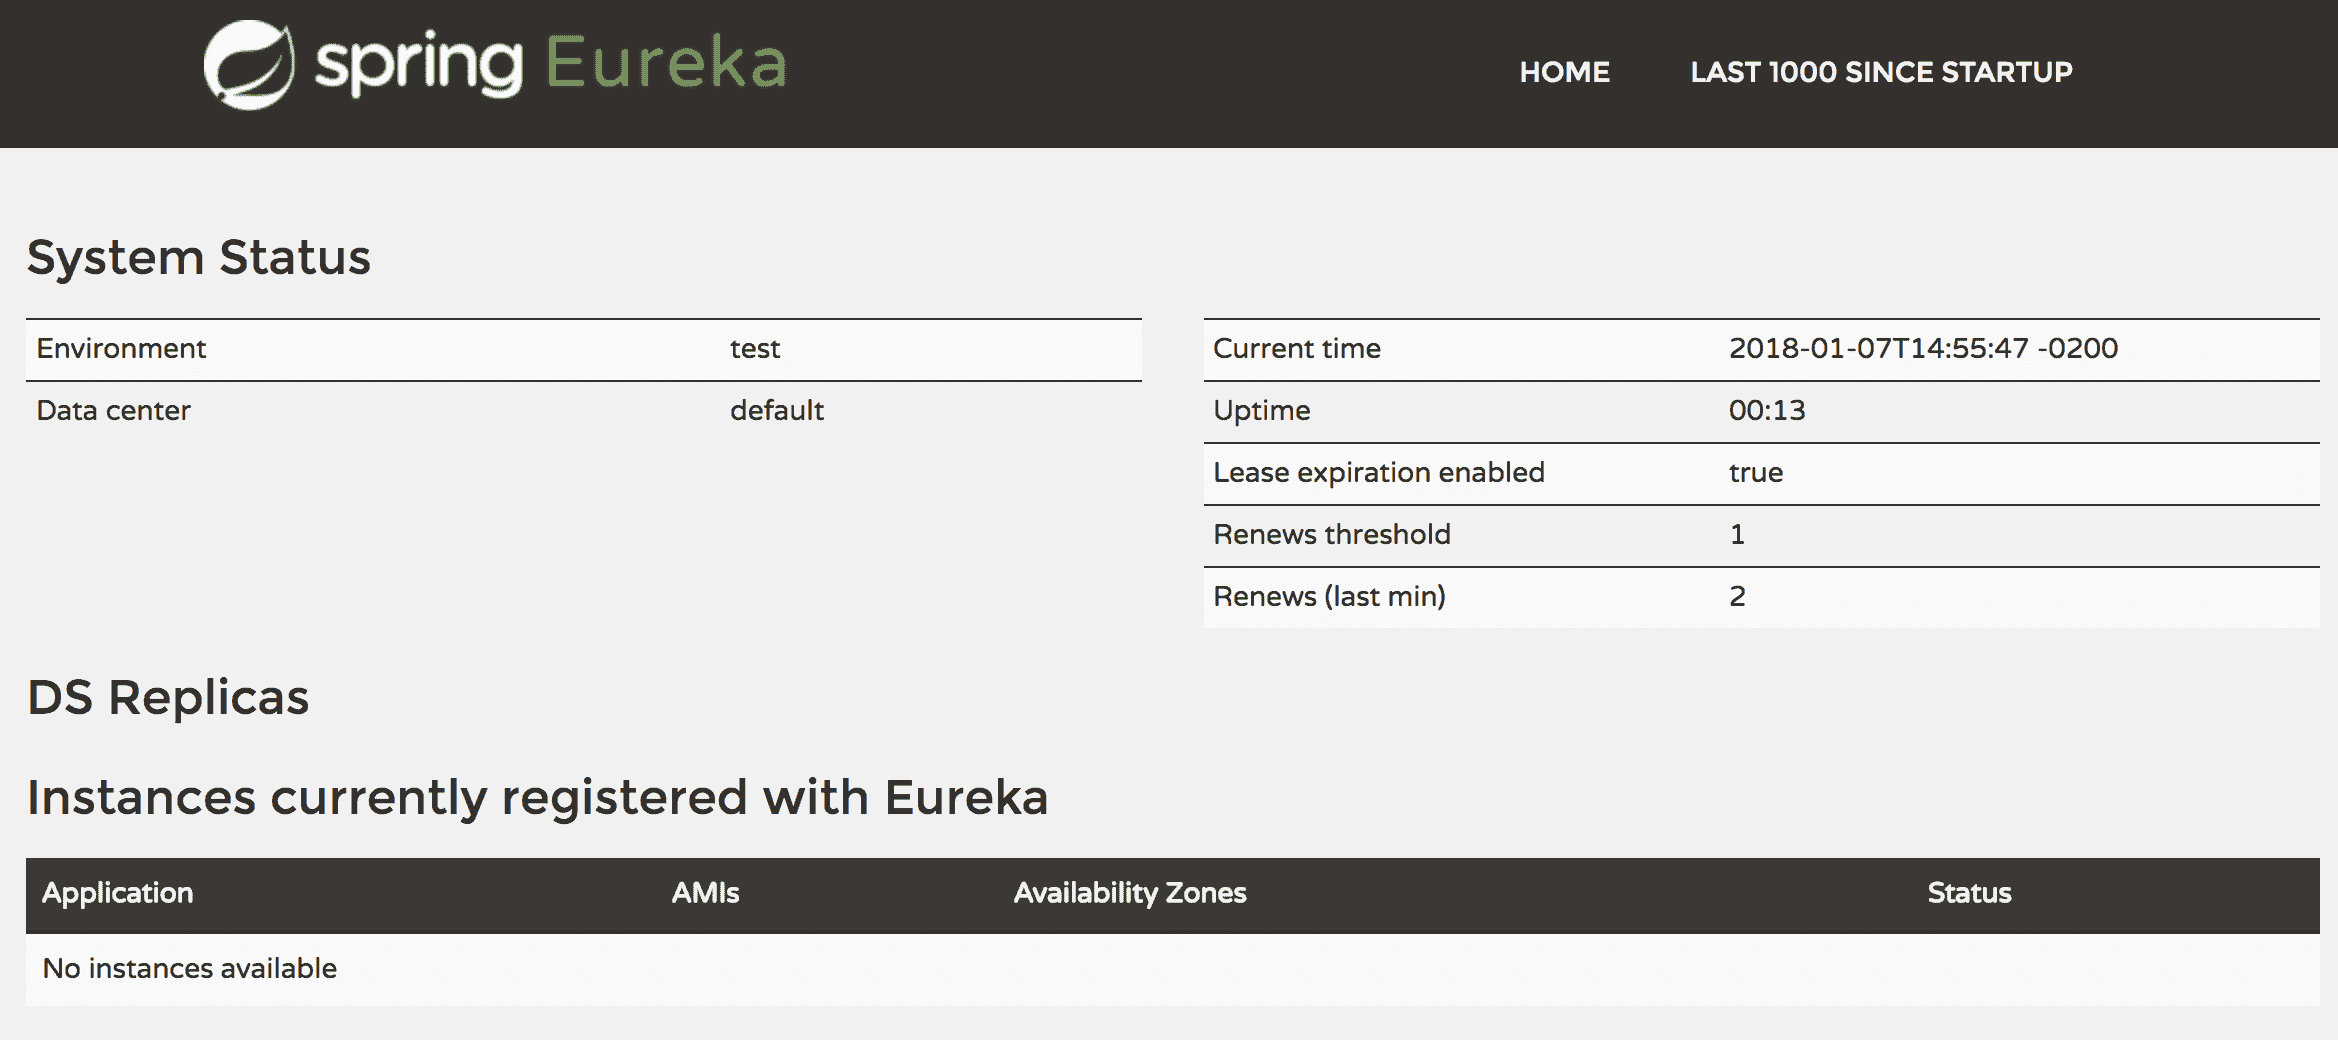 spring Eureka
HOME LAST 1000 SINCE STARTUP
System Status
Environment test
Data center default
Current time 2018-01-07T14:55:47 -0200
Uptime 00:13
Lease expiration enabled true
Renews threshold 1
Renews (last min) 2
DS Replicas
Instances currently registered with Eureka
Application AMIs Availability Zones Status
No instances available